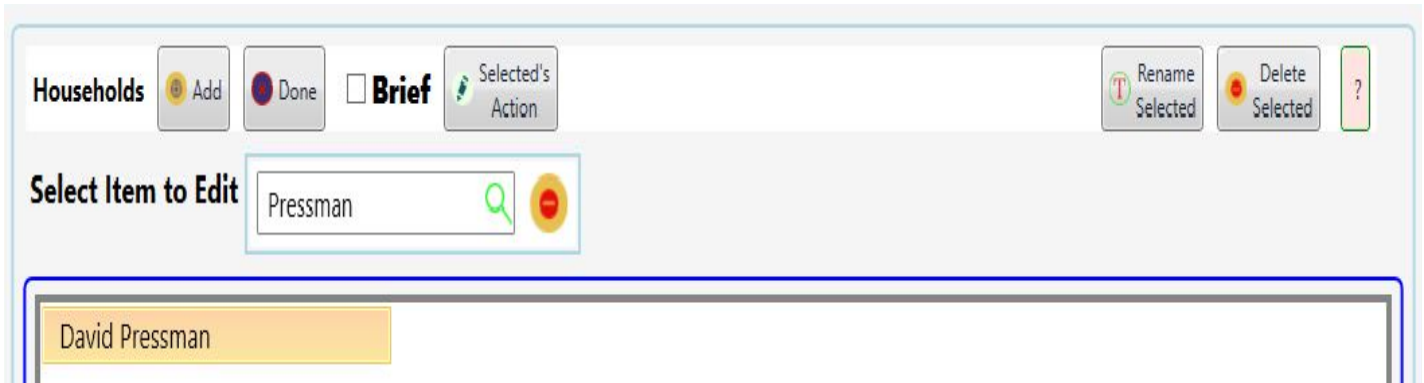 Households Add Done Brief Selected's Action Rename Selected Delete Selected ?
Select Item to Edit Pressman
David Pressman